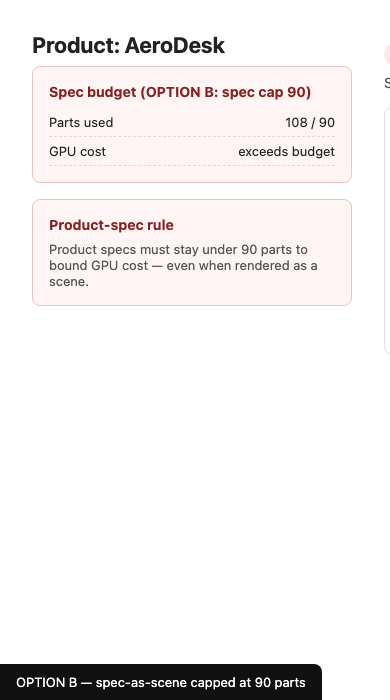 Product: AeroDesk
Spec budget (OPTION B: spec cap 90)
Parts used 108 / 90
GPU cost exceeds budget
Product-spec rule
Product specs must stay under 90 parts to
bound GPU cost — even when rendered as a
scene.
OPTION B — spec-as-scene capped at 90 parts